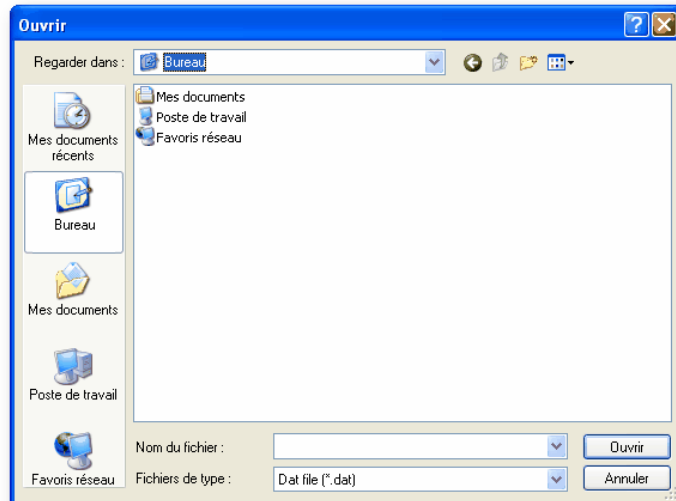 Ouvrir
Regarder dans :
Bureau
Mes documents
récents
Bureau
Mes documents
Poste de travail
Favoris réseau
Mes documents
Poste de travail
Favoris réseau
Nom du fichier :
Ouvrir
Fichiers de type :
Dat file (*.dat)
Annuler